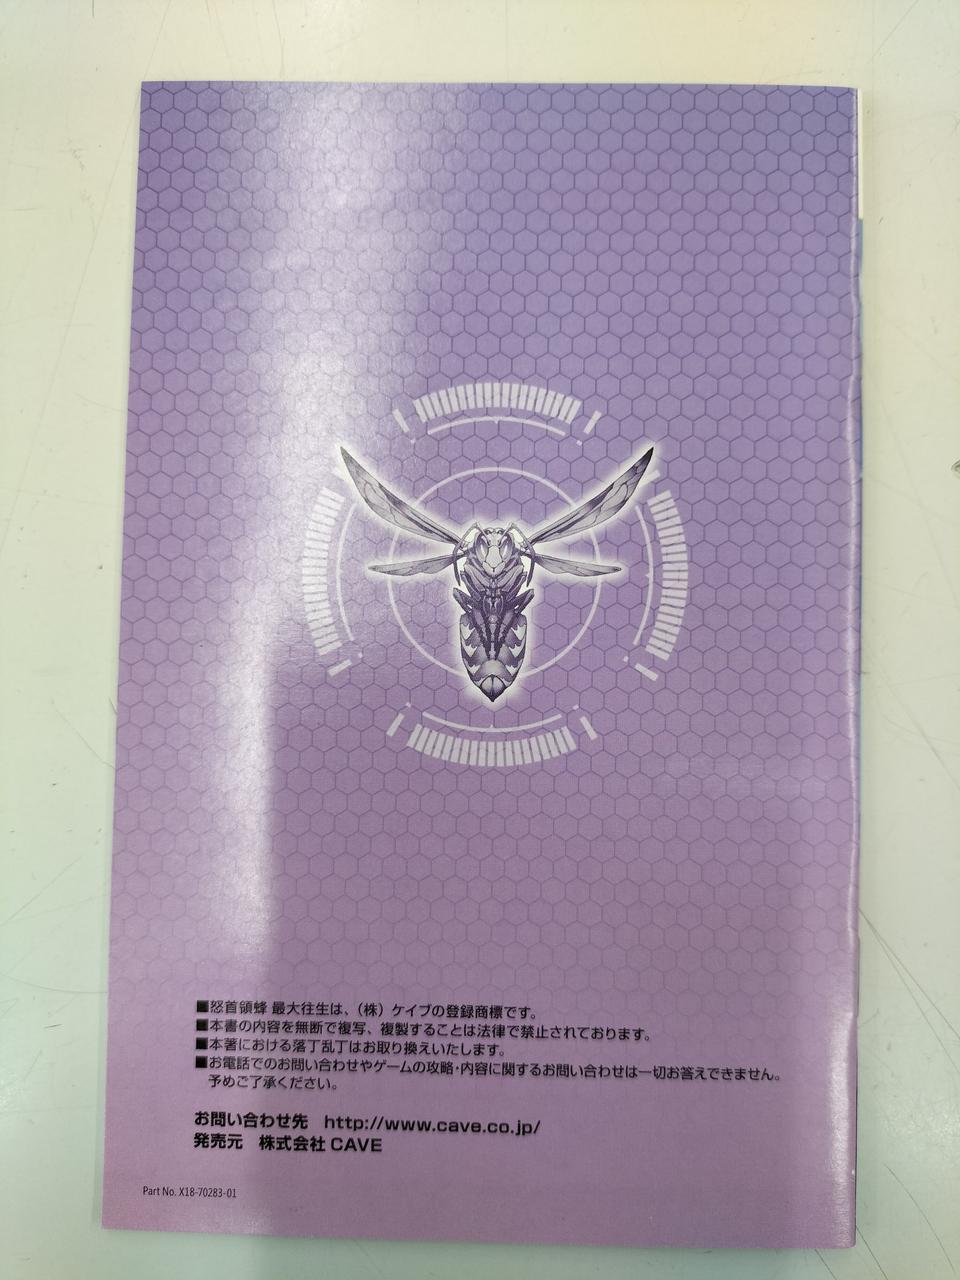 ■怒首領蜂 最大往生は、（株）ケイブの登録商標です。
■本書の内容を無断で複写、複製することは法律で禁止されております。
■本著における落丁乱丁はお取り換えいたします。
■お電話でのお問い合わせやゲームの攻略・内容に関するお問い合わせは一切お答えできません。
予めご了承ください。
お問い合わせ先 http://www.cave.co.jp/
発売元 株式会社 CAVE
Part No. X18-70283-01